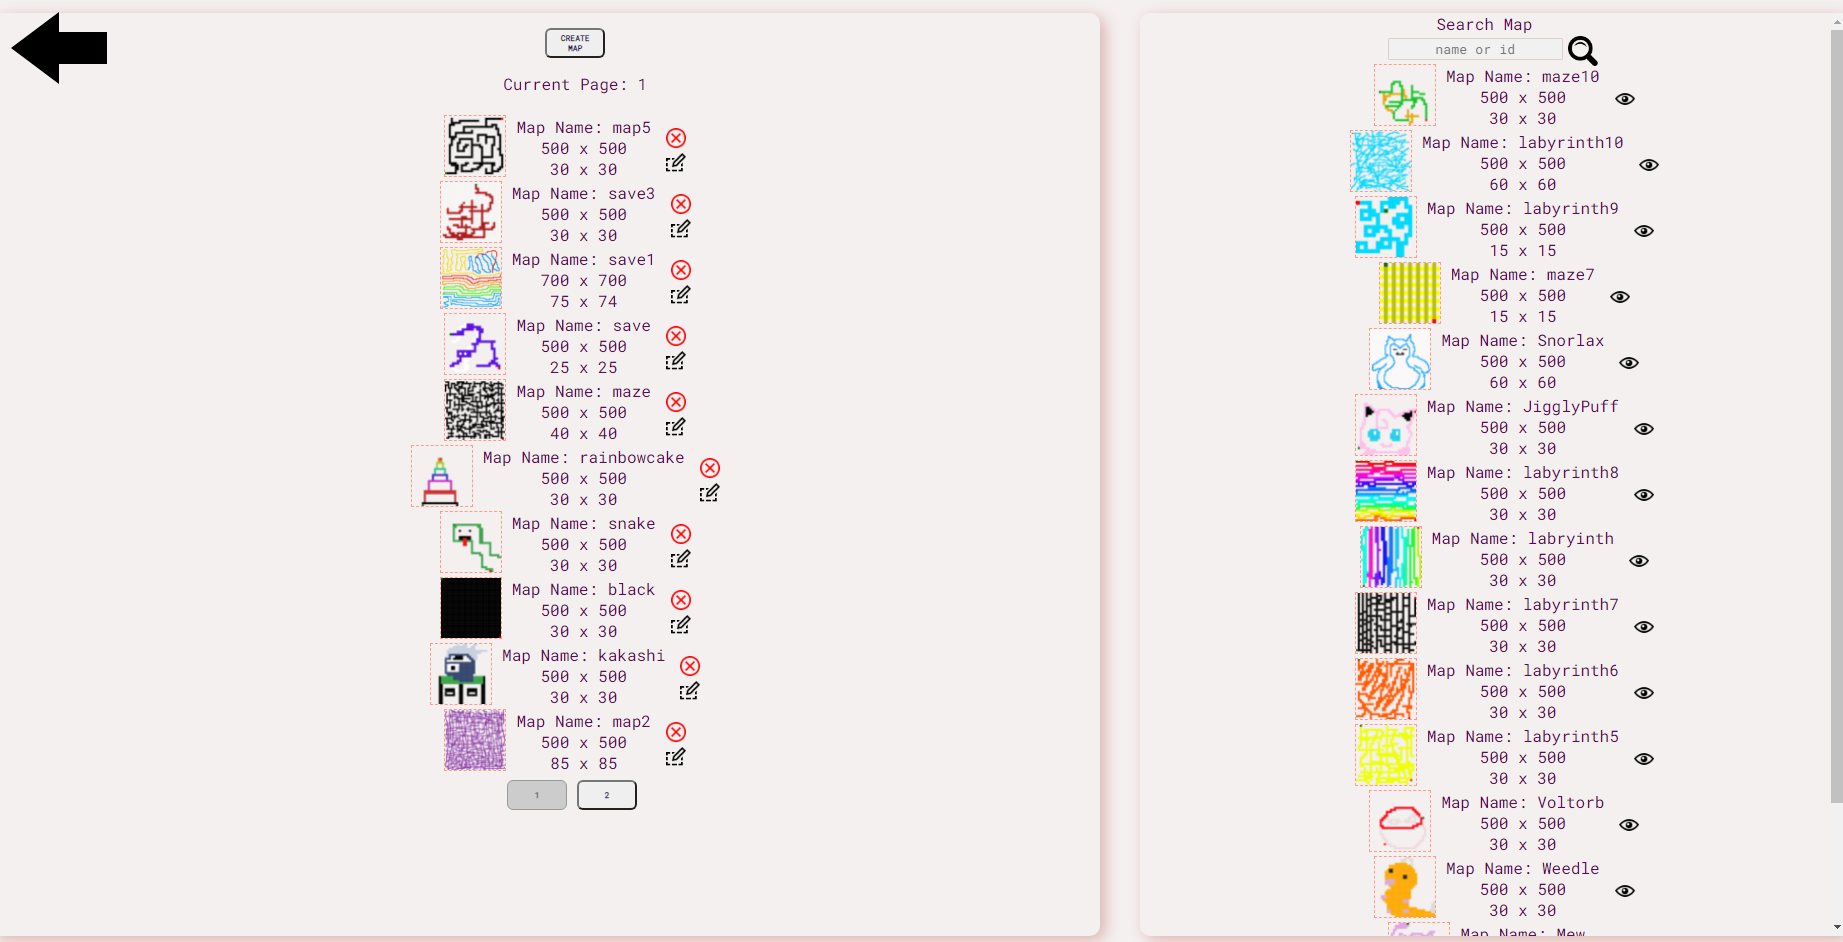 CREATE
MAP
Current Page: 1
Map Name: map5
500 x 500
30 x 30
Map Name: save3
500 x 500
30 x 30
Map Name: save1
700 x 700
75 x 74
Map Name: save
500 x 500
25 x 25
Map Name: maze
500 x 500
40 x 40
Map Name: rainbowcake
500 x 500
30 x 30
Map Name: snake
500 x 500
30 x 30
Map Name: black
500 x 500
30 x 30
Map Name: kakashi
500 x 500
30 x 30
Map Name: map2
500 x 500
85 x 85
1
2
Search Map
name or id
Map Name: maze10
500 x 500
30 x 30
Map Name: labyrinth10
500 x 500
60 x 60
Map Name: labyrinth9
500 x 500
15 x 15
Map Name: maze7
500 x 500
15 x 15
Map Name: Snorlax
500 x 500
60 x 60
Map Name: JigglyPuff
500 x 500
30 x 30
Map Name: labyrinth8
500 x 500
30 x 30
Map Name: labryinth
500 x 500
30 x 30
Map Name: labyrinth7
500 x 500
30 x 30
Map Name: labyrinth6
500 x 500
30 x 30
Map Name: labyrinth5
500 x 500
30 x 30
Map Name: Voltorb
500 x 500
30 x 30
Map Name: Weedle
500 x 500
30 x 30
Map Name: Mew